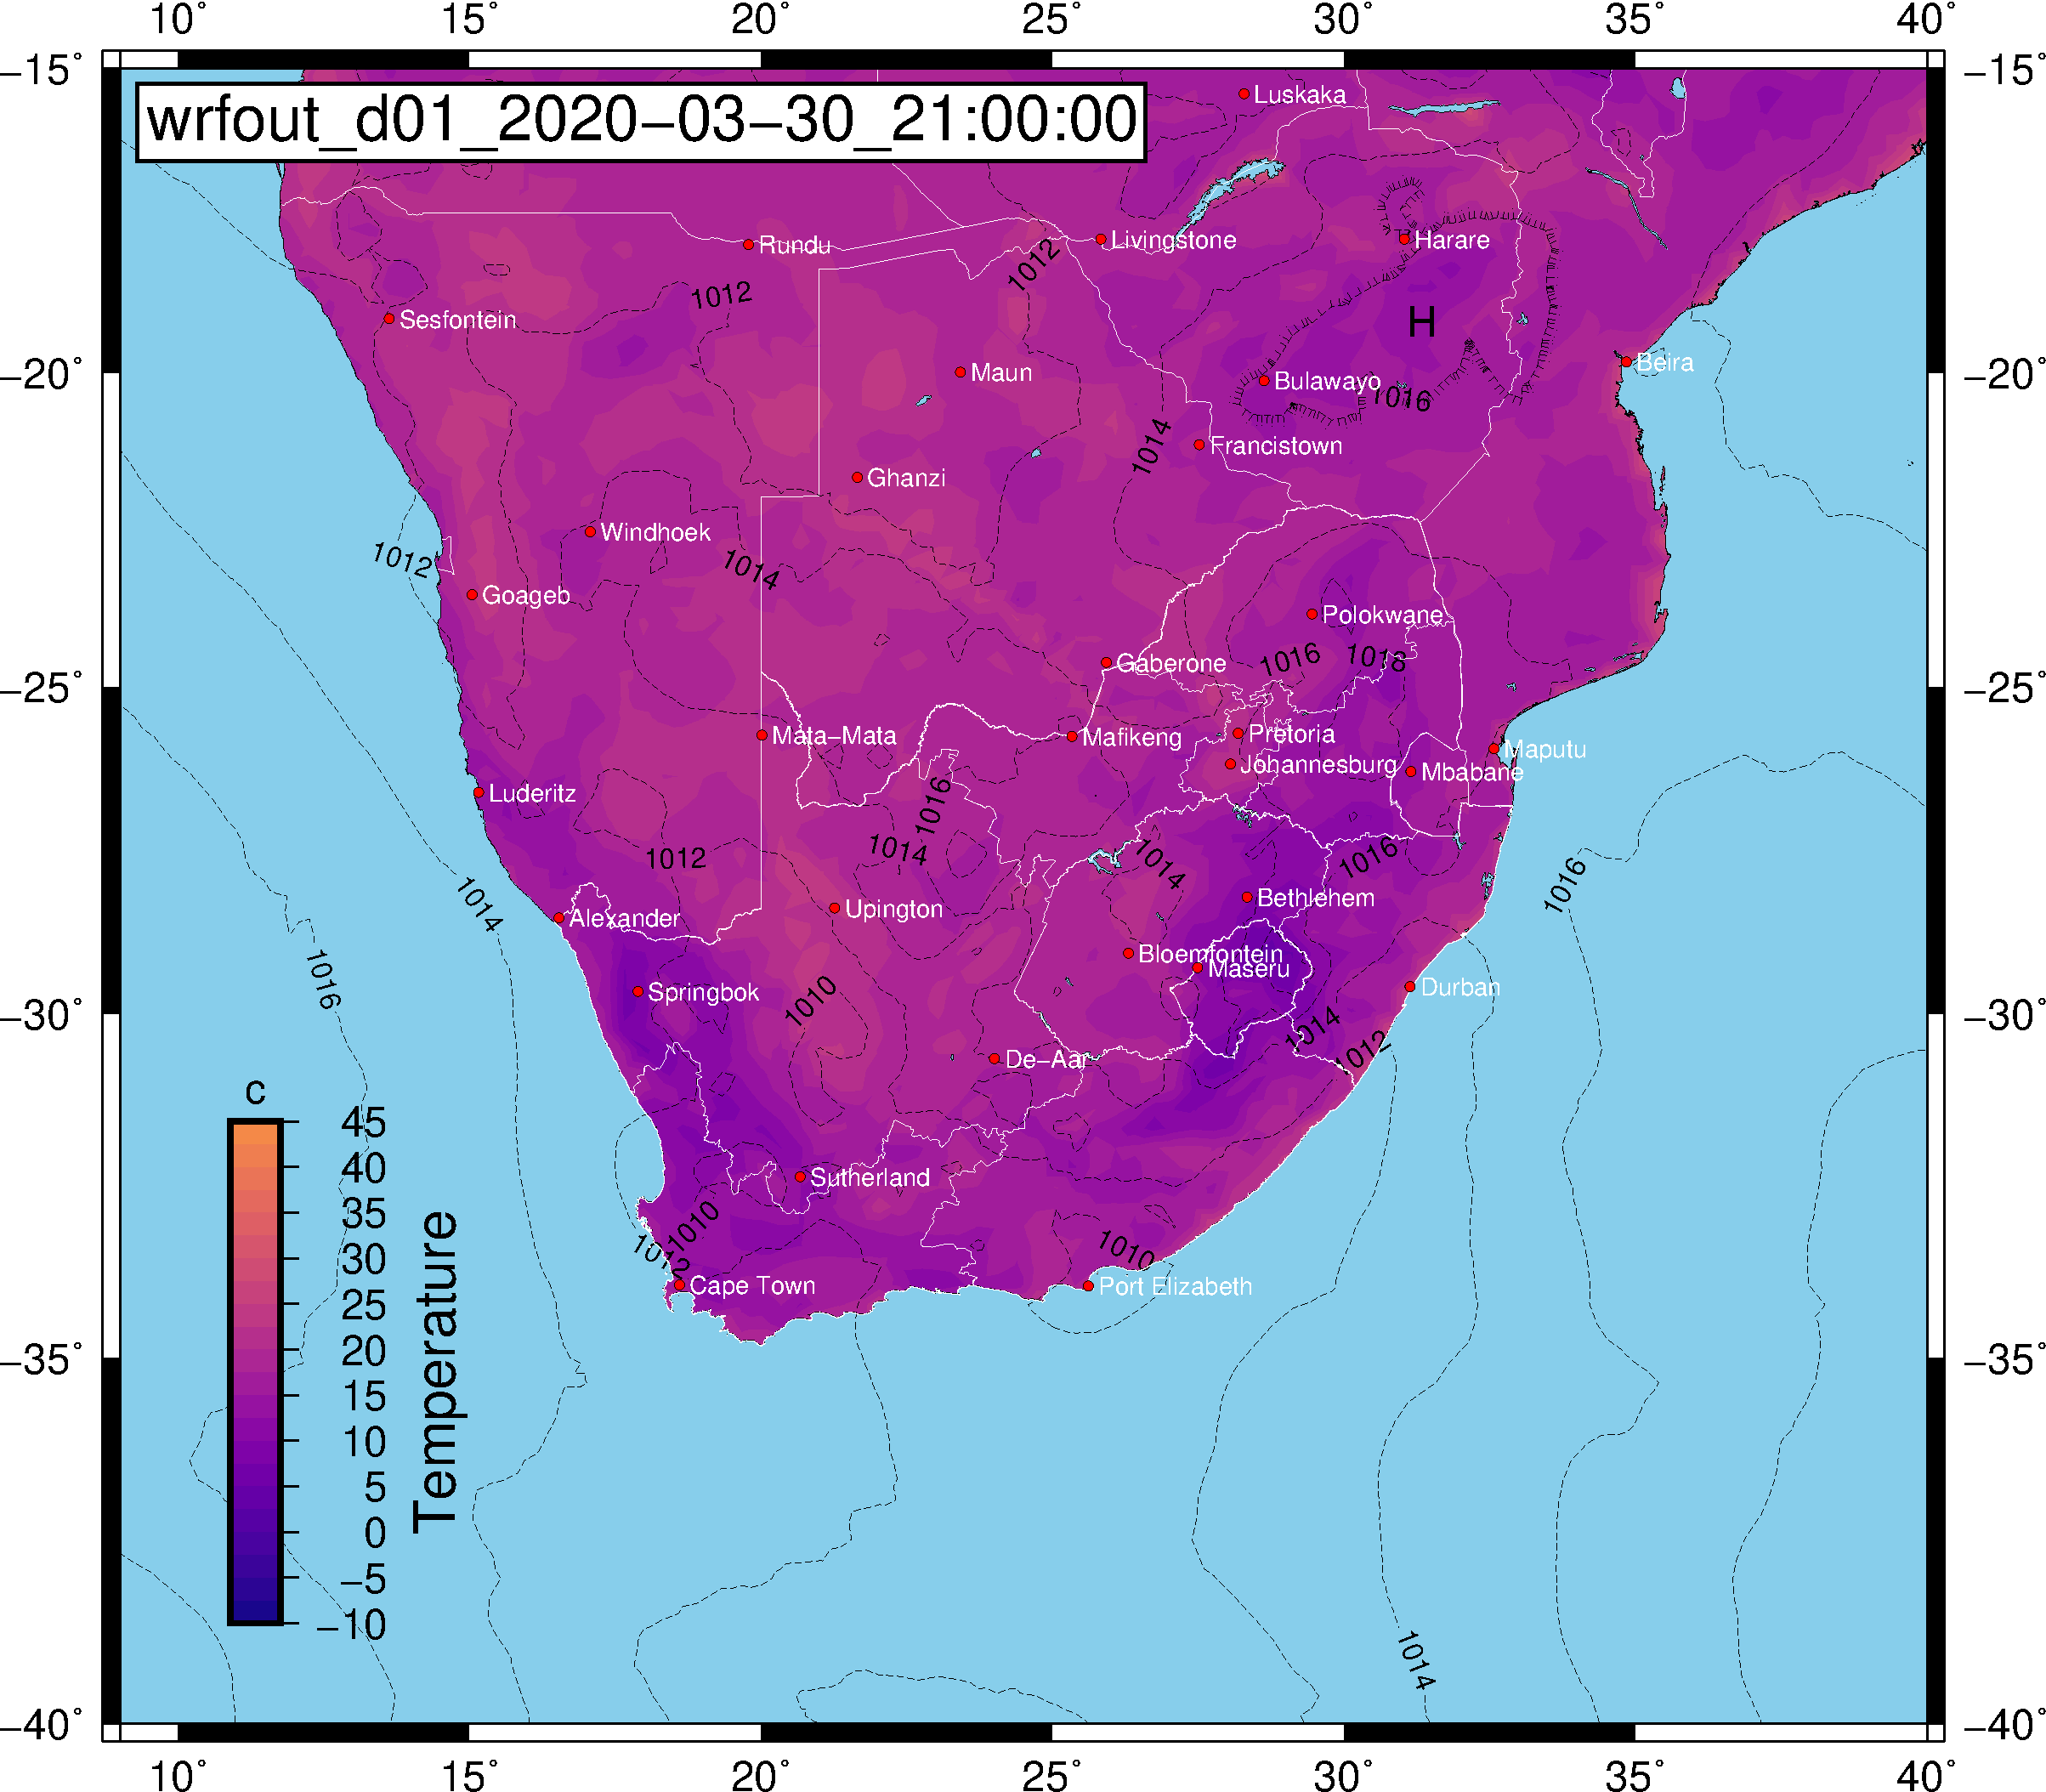 10° 15° 20° 25° 30° 35° 40°
−15° −15°
wrfout_d01_2020−03−30_21:00:00
Luskaka
Rundu
Livingstone
Harare
1012
1012
Sesfontein
H
−20° −20°
Maun
Bulawayo
Beira
1016
1014
Francistown
Ghanzi
Windhoek
1012
1014
Goageb
Polokwane
1016
1018
Gaberone
−25° −25°
Mata−Mata
Mafikeng
Pretoria
Maputu
Johannesburg
Mbabane
Luderitz
1016
1014
1012
1014
1016
1016
1014
Bethlehem
Upington
Alexander
Bloemfontein
Maseru
1016
Springbok
Durban
1010
−30° −30°
1014
1012
De−Aar
c
Sutherland
1010
1012
1010
Cape Town
Port Elizabeth
45
40
35
30
25
20
15
10
5
0
−5
−10
Temperature
−35° −35°
1014
−40° −40°
10° 15° 20° 25° 30° 35° 40°